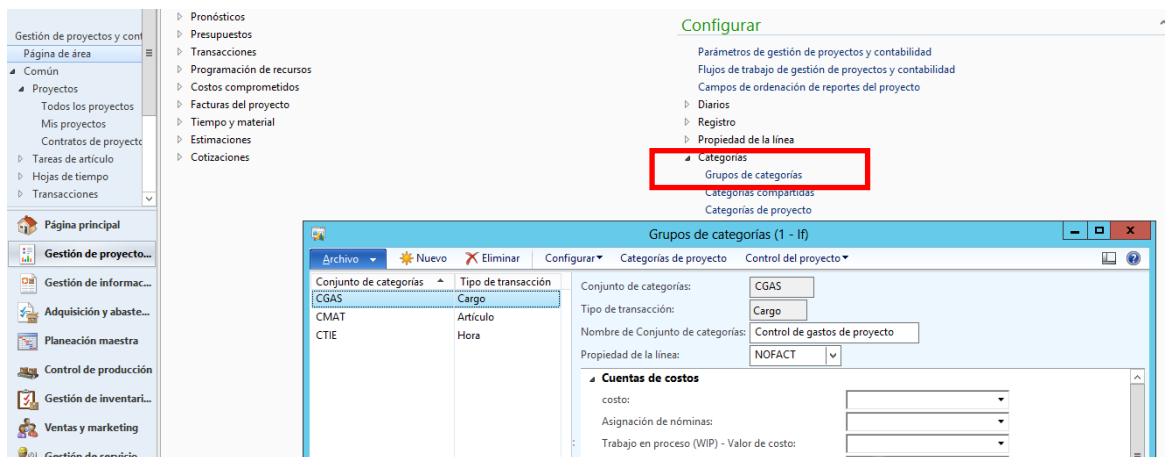 Gestión de proyectos y cont
Página de área
Común
Proyectos
Todos los proyectos
Mis proyectos
Contratos de proyecto
Tareas de artículo
Hojas de tiempo
Transacciones
Página principal
Gestión de proyecto...
Gestión de informac...
Adquisición y abaste...
Planeación maestra
Control de producción
Gestión de inventari...
Ventas y marketing
Gestión de servicio
Pronósticos
Presupuestos
Transacciones
Programación de recursos
Costos comprometidos
Facturas del proyecto
Tiempo y material
Estimaciones
Cotizaciones
Configurar
Parámetros de gestión de proyectos y contabilidad
Flujos de trabajo de gestión de proyectos y contabilidad
Campos de ordenación de reportes del proyecto
Diarios
Registro
Propiedad de la línea
Categorías
Grupos de categorías
Categorías compartidas
Categorías de proyecto
Grupos de categorías (1 - If)
Archivo Nuevo Eliminar Configurar Categorías de proyecto Control del proyecto
Conjunto de categorías Tipo de transacción
CGAS Cargo
CMAT Artículo
CTIE Hora
Conjunto de categorías: CGAS
Tipo de transacción: Cargo
Nombre de Conjunto de categorías: Control de gastos de proyecto
Propiedad de la línea: NOFACT
Cuentas de costos
costo:
Asignación de nóminas:
Trabajo en proceso (WIP) - Valor de costo: